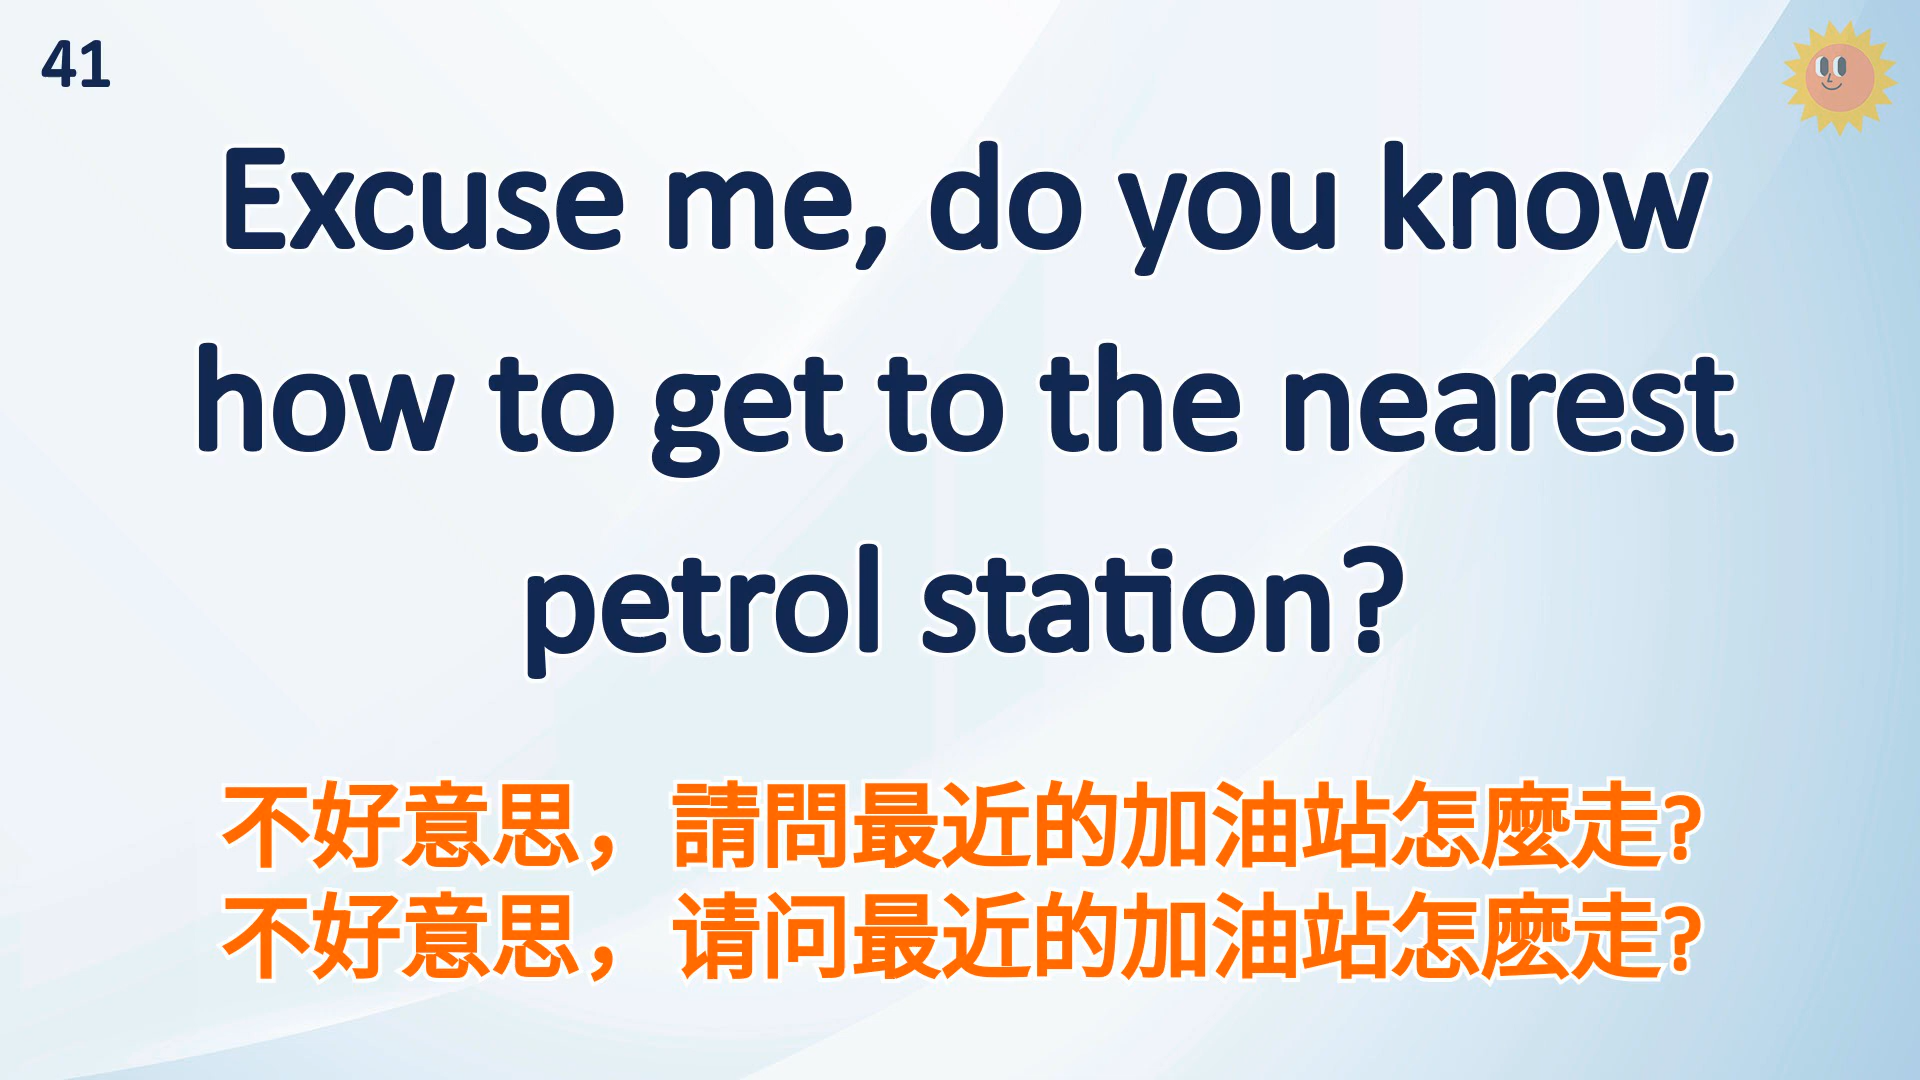 41
Excuse me, do you know
how to get to the nearest
petrol station?
不好意思，請問最近的加油站怎麼走?
不好意思，请问最近的加油站怎麽走?